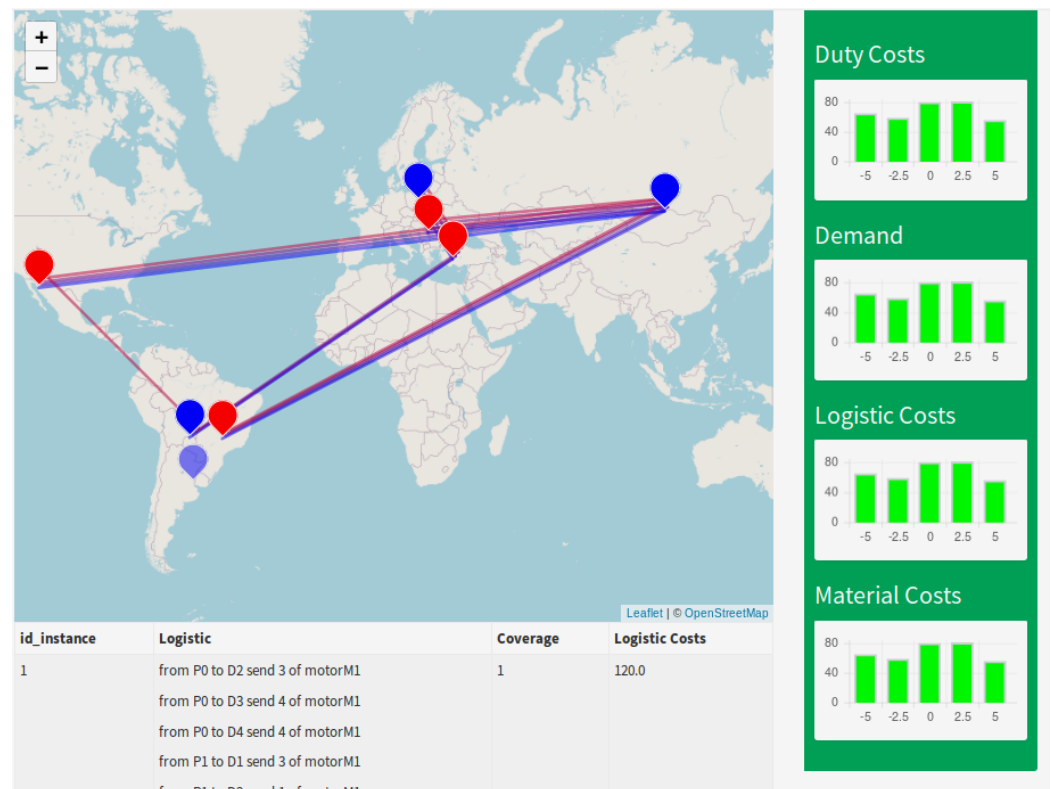 +
−
Leaflet | © OpenStreetMap
id_instance Logistic Coverage Logistic Costs
1 from P0 to D2 send 3 of motorM1 1 120.0
from P0 to D3 send 4 of motorM1
from P0 to D4 send 4 of motorM1
from P1 to D1 send 3 of motorM1
Duty Costs
80
40
0
-5 -2.5 0 2.5 5
Demand
80
40
0
-5 -2.5 0 2.5 5
Logistic Costs
80
40
0
-5 -2.5 0 2.5 5
Material Costs
80
40
0
-5 -2.5 0 2.5 5